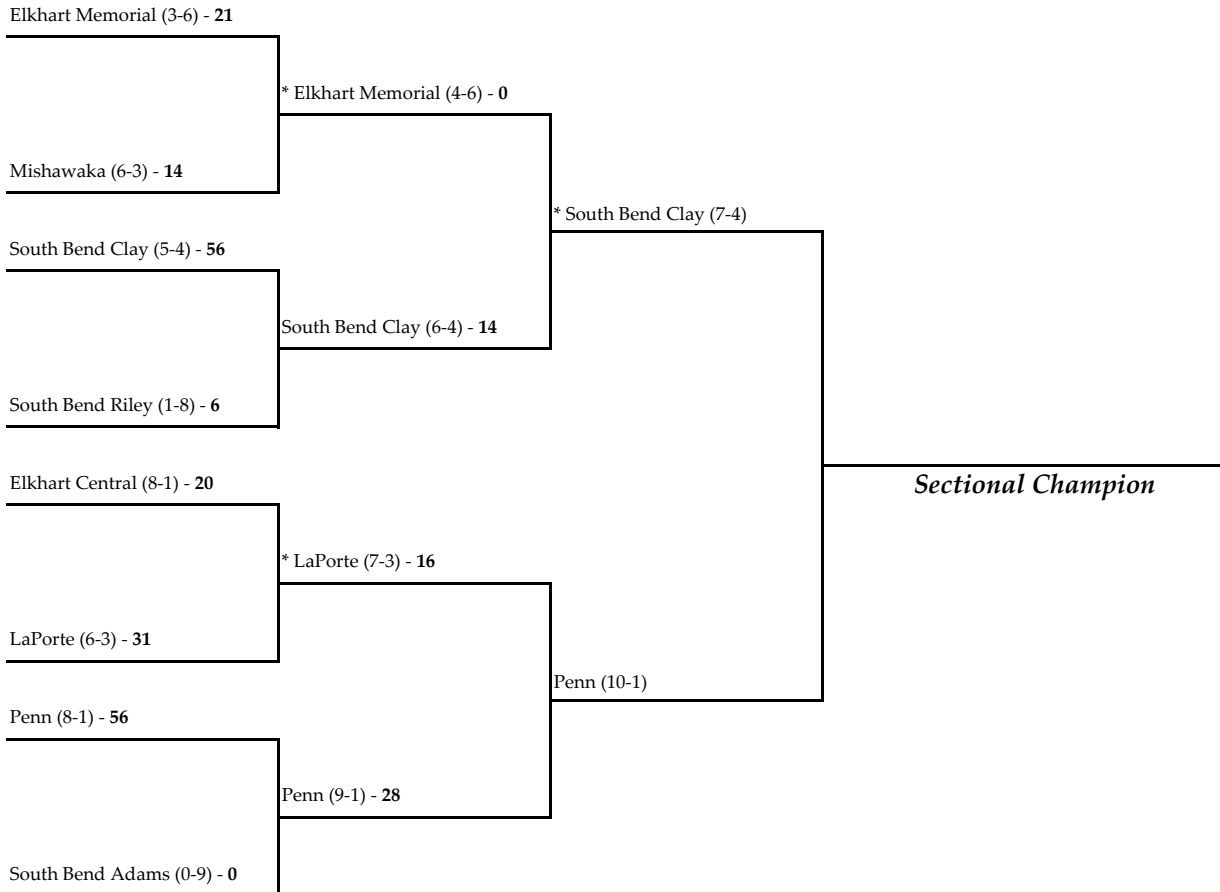 Elkhart Memorial (3-6) - 21
* Elkhart Memorial (4-6) - 0
Mishawaka (6-3) - 14
* South Bend Clay (7-4)
South Bend Clay (5-4) - 56
South Bend Clay (6-4) - 14
South Bend Riley (1-8) - 6
Elkhart Central (8-1) - 20
Sectional Champion
* LaPorte (7-3) - 16
LaPorte (6-3) - 31
Penn (10-1)
Penn (8-1) - 56
Penn (9-1) - 28
South Bend Adams (0-9) - 0